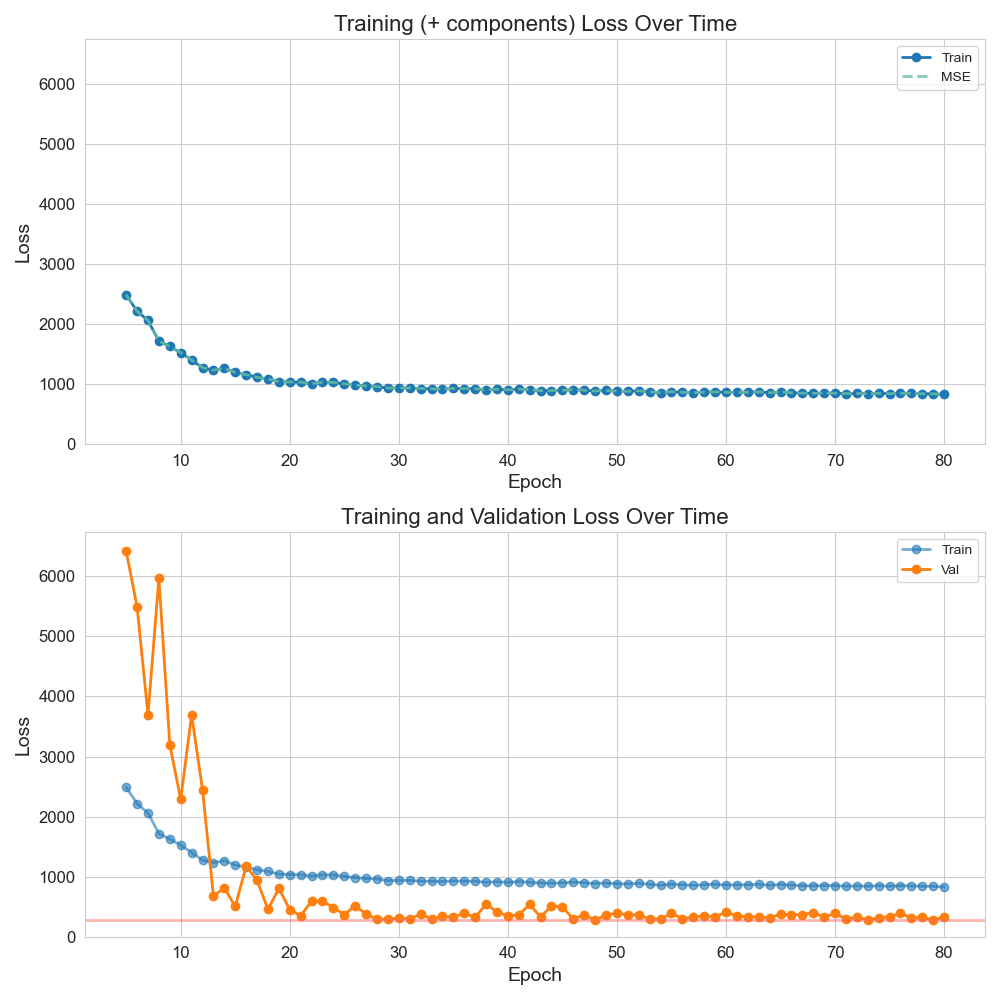 Training (+ components) Loss Over Time
Train
MSE
Loss
6000
5000
4000
3000
2000
1000
0
10 20 30 40 50 60 70 80
Epoch
Training and Validation Loss Over Time
Train
Val
Loss
6000
5000
4000
3000
2000
1000
0
10 20 30 40 50 60 70 80
Epoch